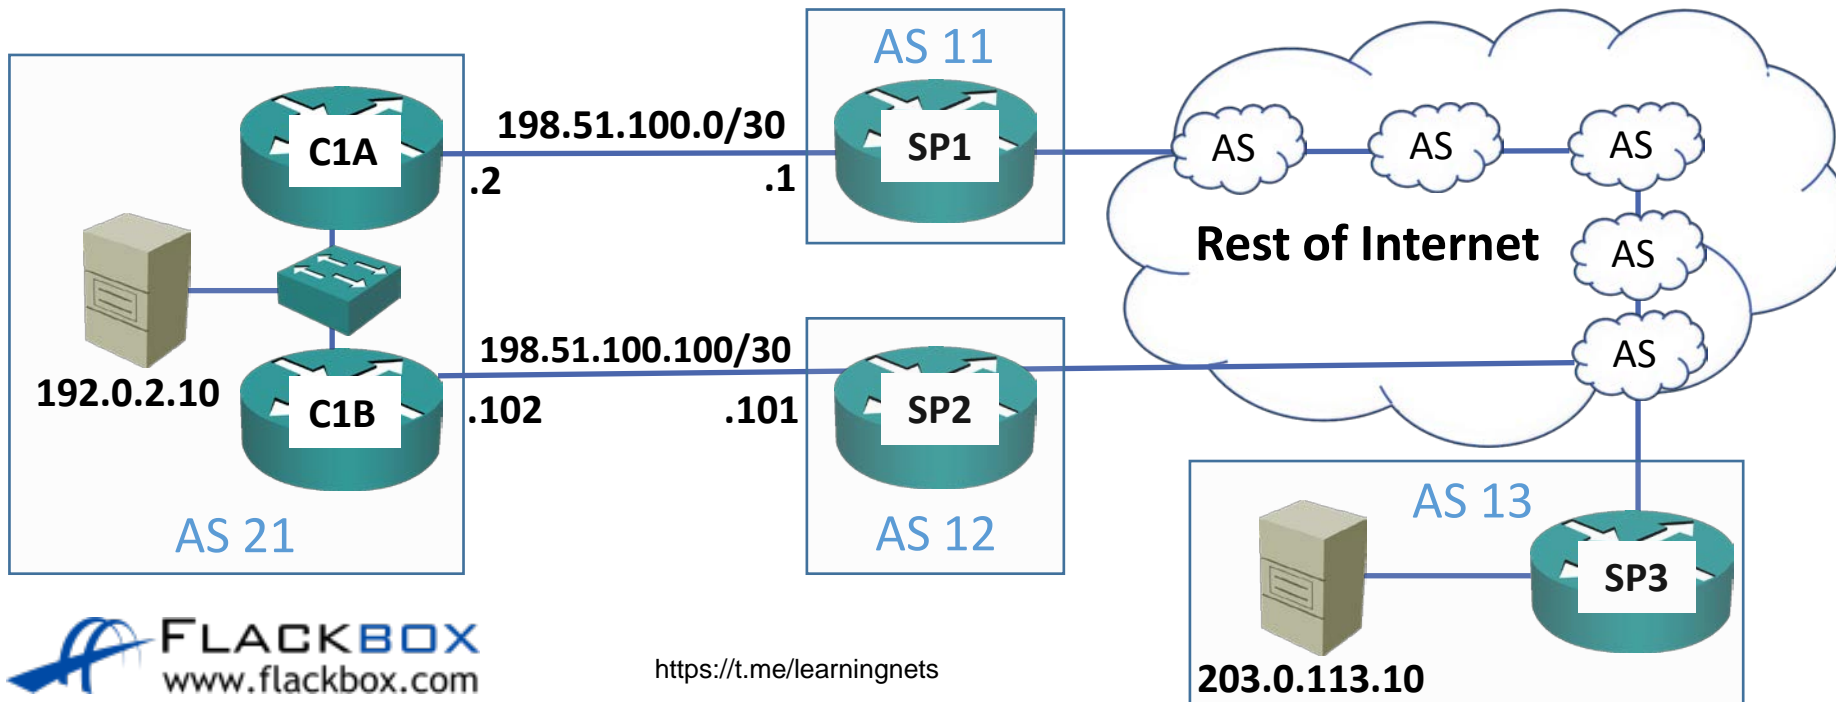 AS 11
198.51.100.0/30
C1A
SP1
.2
.1
AS
AS
AS
Rest of Internet
AS
AS
198.51.100.100/30
192.0.2.10
C1B
.102
.101
SP2
AS 21
AS 12
AS 13
SP3
203.0.113.10
FLACKBOX
www.flackbox.com
https://t.me/learningnets